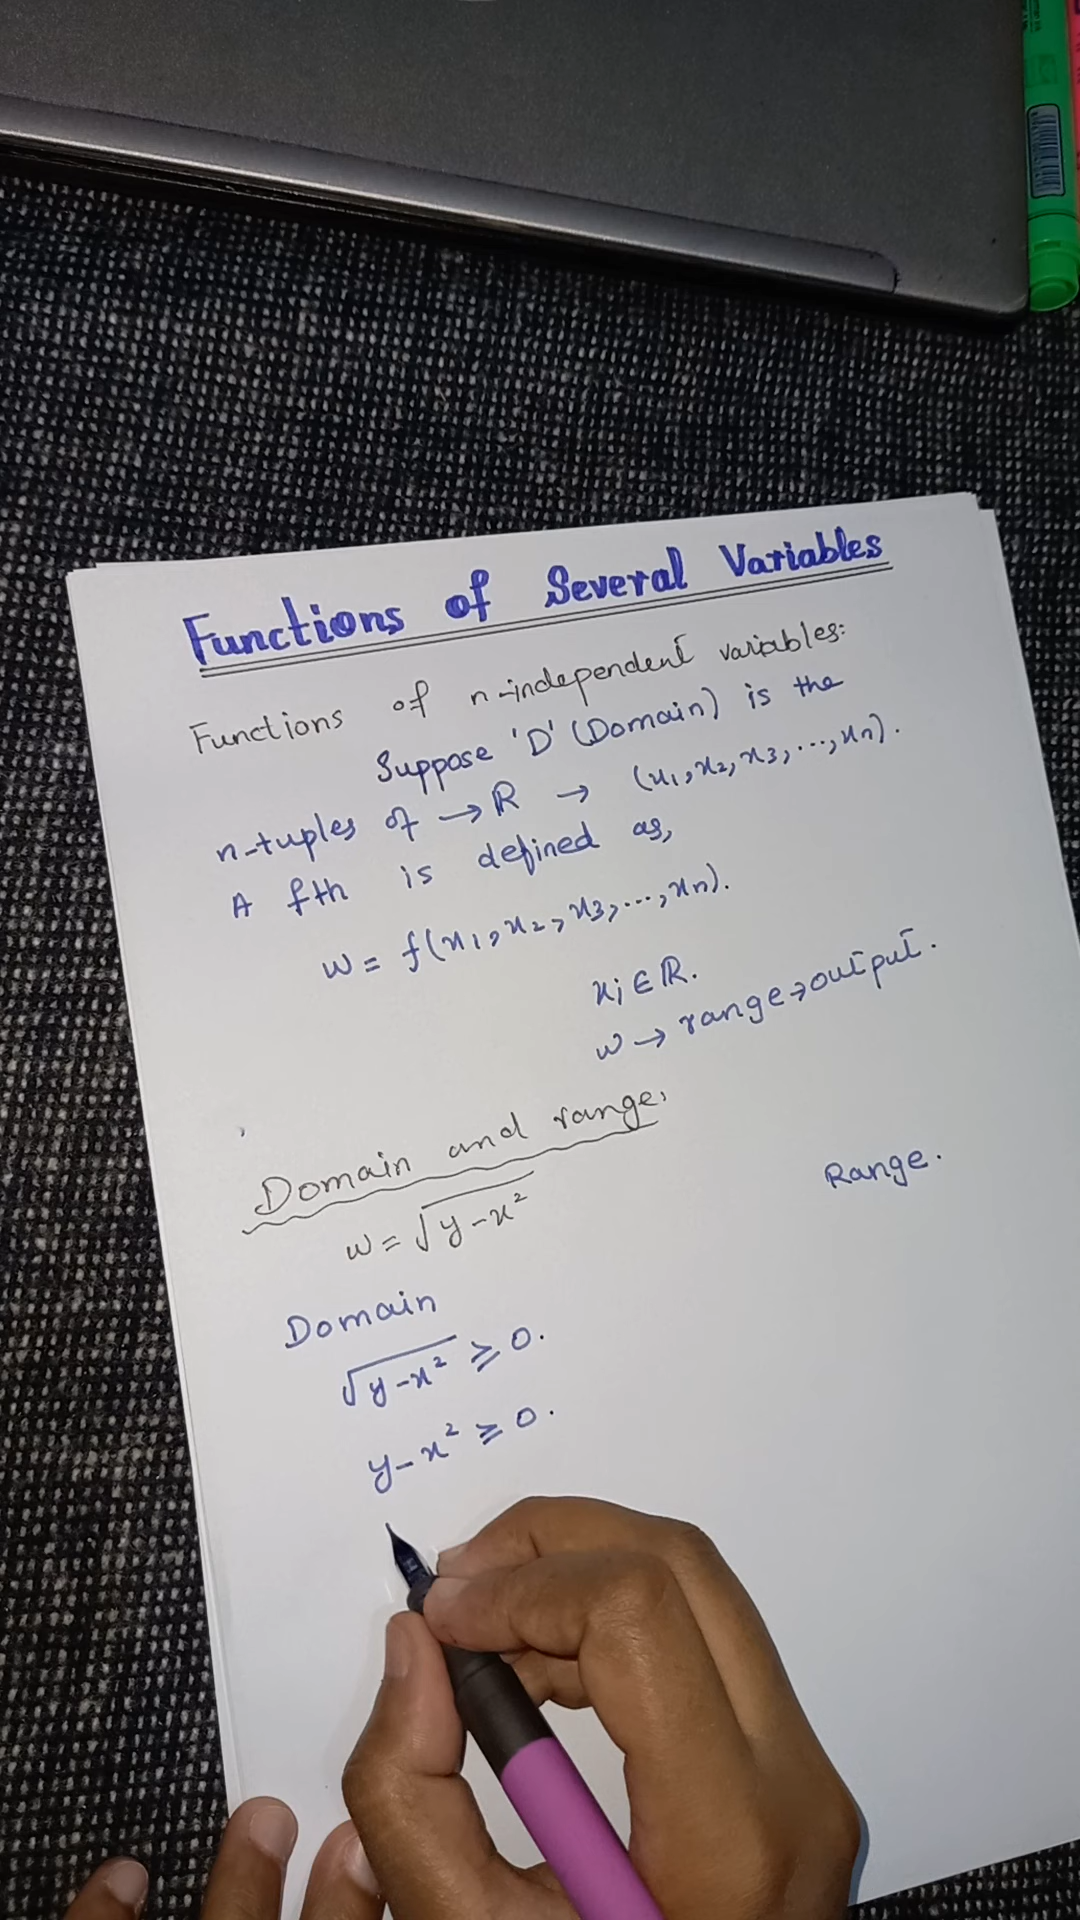 Functions of Several Variables
Functions of n-independent variables:
Suppose 'D' (Domain) is the
n-tuples of → ℝ → (x₁, x₂, x₃, ..., xₙ).
A fth is defined as,
w = f(x₁, x₂, x₃, ..., xₙ).
xᵢ ∈ ℝ.
w → range → output.
Domain and range.
w = √(y-x²)
Range.
Domain
√(y-x²) ≥ 0.
y-x² ≥ 0.